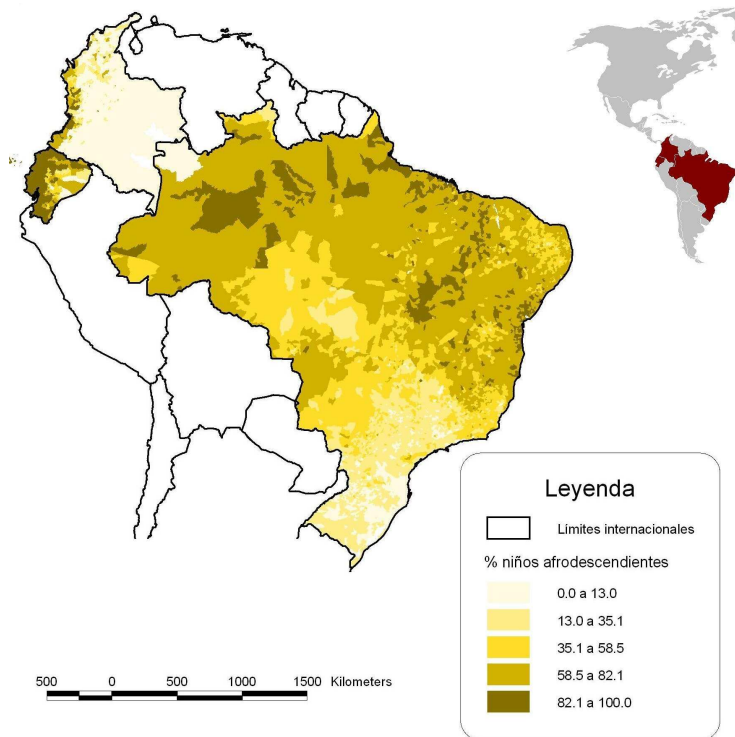 Leyenda
Límites internacionales
% niños afrodescendientes
0.0 a 13.0
13.0 a 35.1
35.1 a 58.5
58.5 a 82.1
82.1 a 100.0
500 0 500 1000 1500 Kilometers